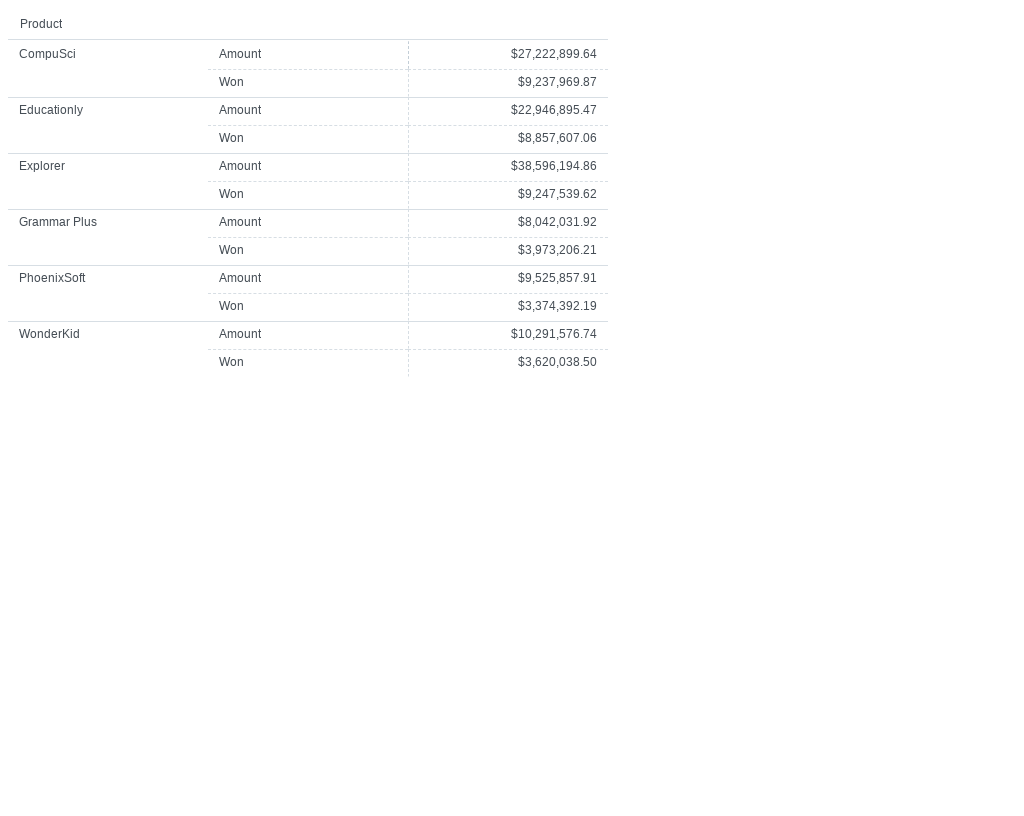 Product
CompuSci Amount $27,222,899.64
Won $9,237,969.87
Educationly Amount $22,946,895.47
Won $8,857,607.06
Explorer Amount $38,596,194.86
Won $9,247,539.62
Grammar Plus Amount $8,042,031.92
Won $3,973,206.21
PhoenixSoft Amount $9,525,857.91
Won $3,374,392.19
WonderKid Amount $10,291,576.74
Won $3,620,038.50